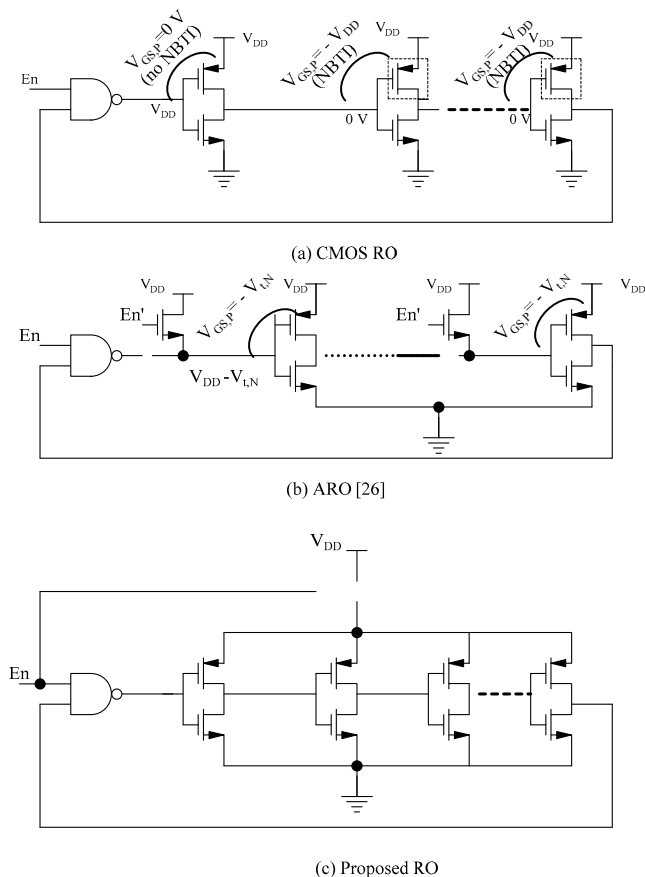 V_DD V_DD V_DD
V_GS,P = 0 V
(no NBTI)
V_GS,P = - V_DD
(NBTI)
V_GS,P = - V_DD
(NBTI)
En
V_DD
0 V
0 V
(a) CMOS RO
V_DD V_DD V_DD V_DD
En'
V_GS,P = - V_t,N
En'
V_GS,P = - V_t,N
En
V_DD - V_t,N
(b) ARO [26]
V_DD
En
(c) Proposed RO